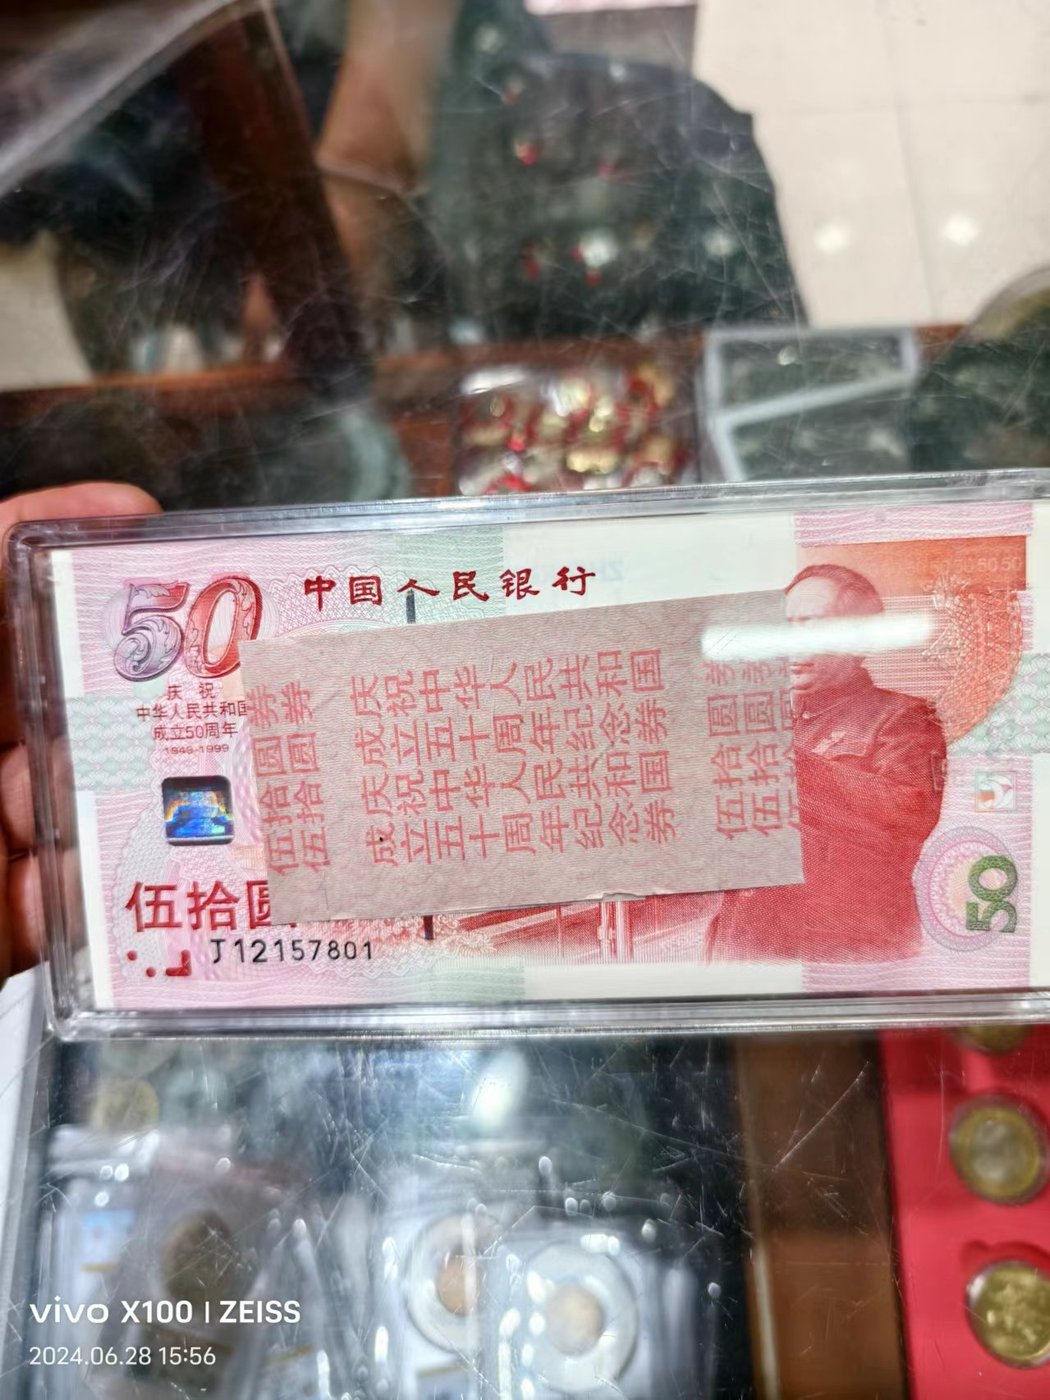 50
中国人民银行
庆祝
中华人民共和国
成立50周年
1949-1999
伍拾圆券
伍拾圆券
庆祝中华人民共和国
成立五十周年纪念券
庆祝中华人民共和国
成立五十周年纪念券
伍拾圆券
伍拾圆券
伍拾圆
J12157801
50
vivo X100 | ZEISS
2024.06.28 15:56